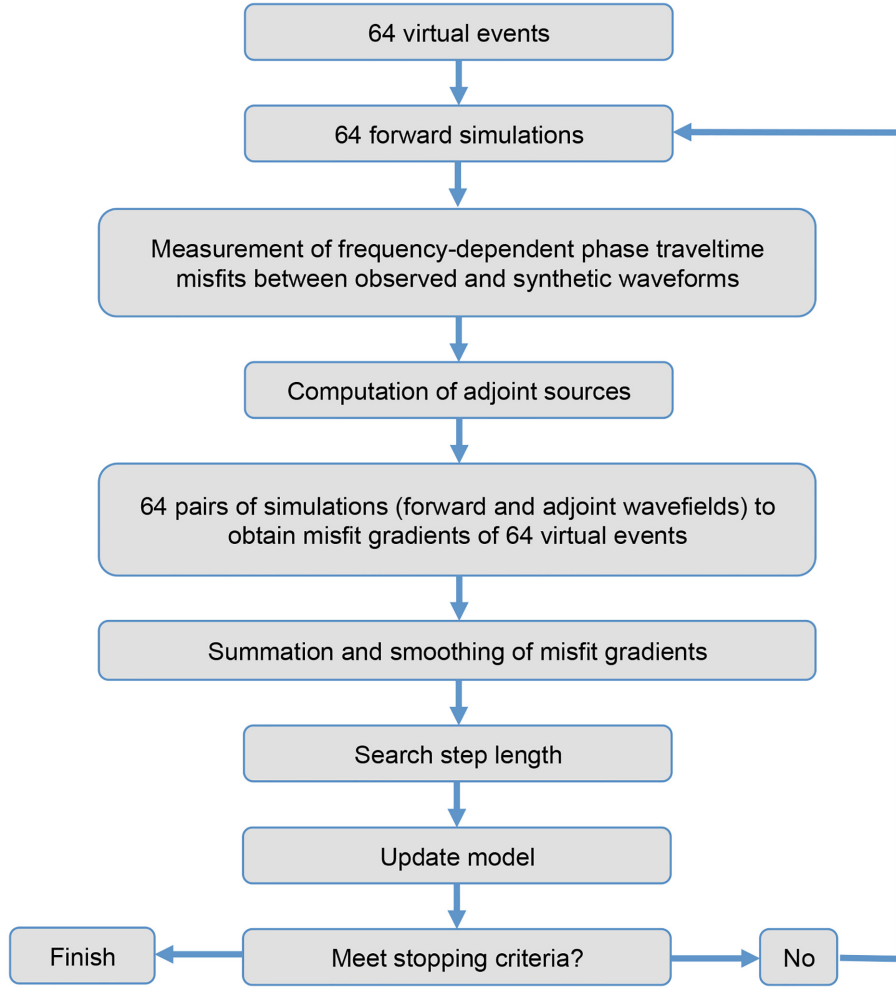 64 virtual events
64 forward simulations
Measurement of frequency-dependent phase traveltime
misfits between observed and synthetic waveforms
Computation of adjoint sources
64 pairs of simulations (forward and adjoint wavefields) to
obtain misfit gradients of 64 virtual events
Summation and smoothing of misfit gradients
Search step length
Update model
Finish
Meet stopping criteria?
No